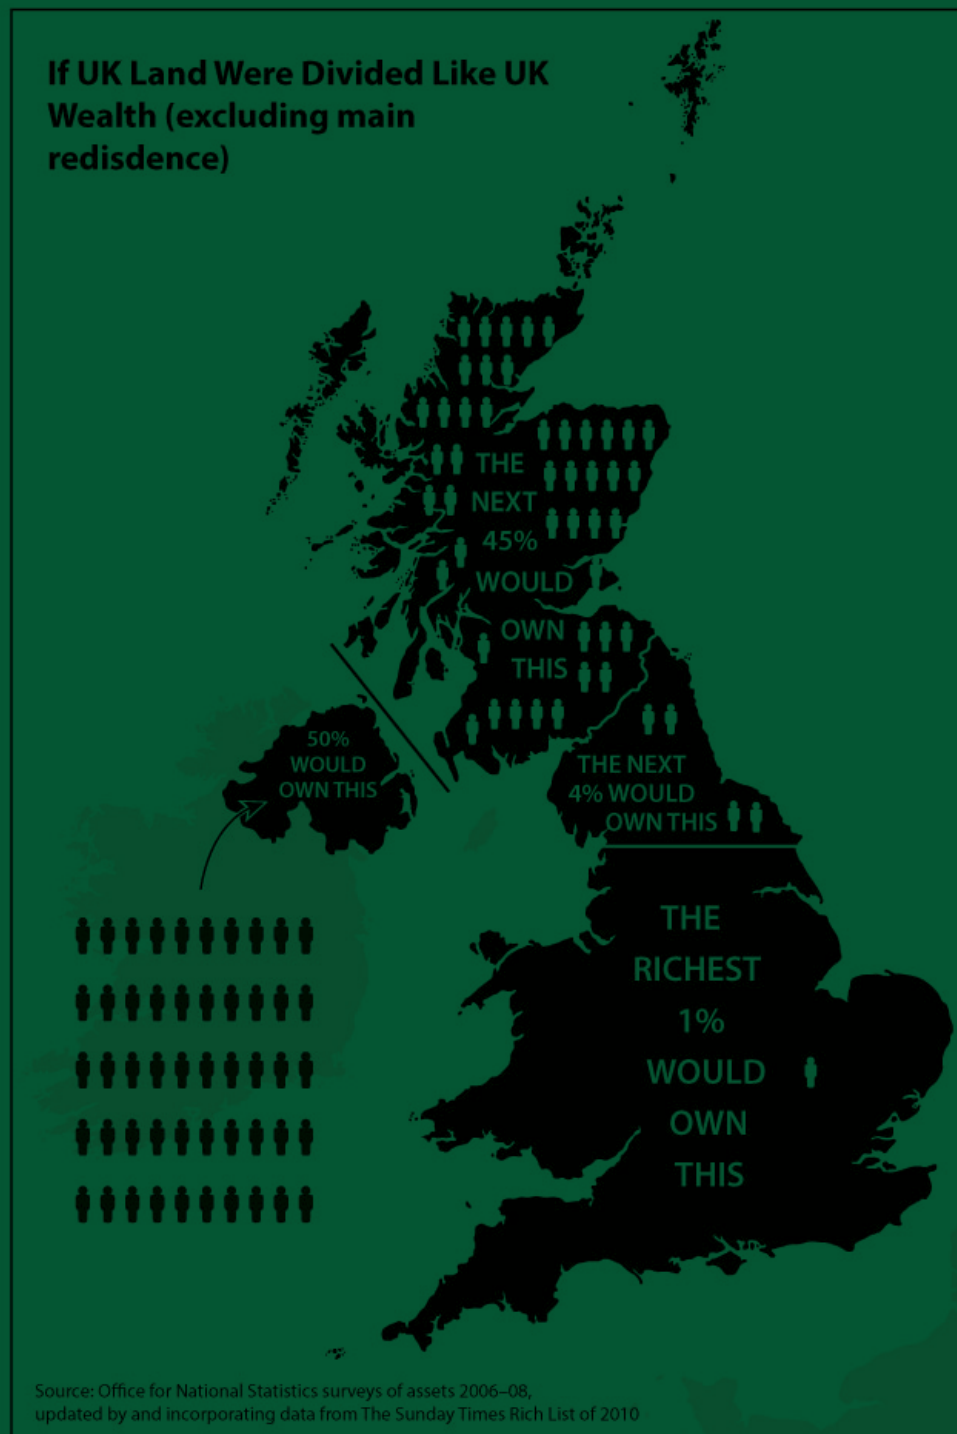 If UK Land Were Divided Like UK
Wealth (excluding main
redisdence)
THE
NEXT
45%
WOULD
OWN
THIS
50%
WOULD
OWN THIS
THE NEXT
4% WOULD
OWN THIS
THE
RICHEST
1%
WOULD
OWN
THIS
Source: Office for National Statistics surveys of assets 2006–08,
updated by and incorporating data from The Sunday Times Rich List of 2010